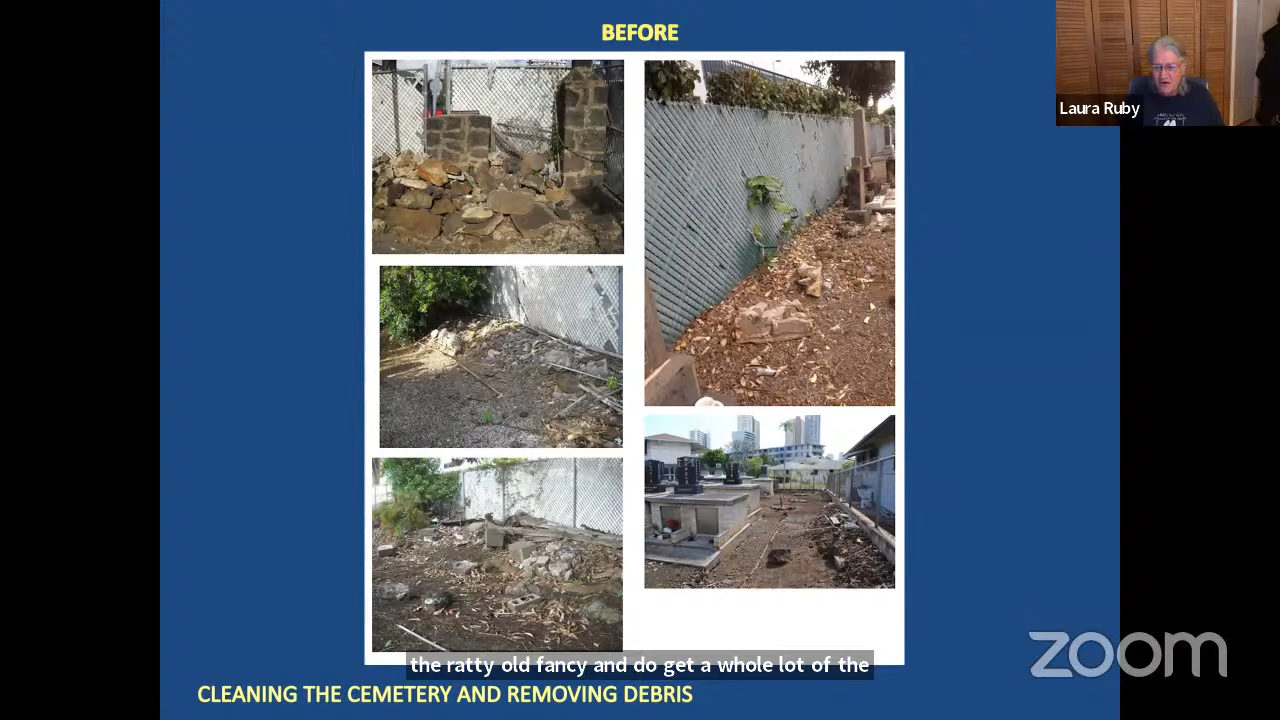 BEFORE
Laura Ruby
the ratty old fancy and do get a whole lot of the
zoom
CLEANING THE CEMETERY AND REMOVING DEBRIS